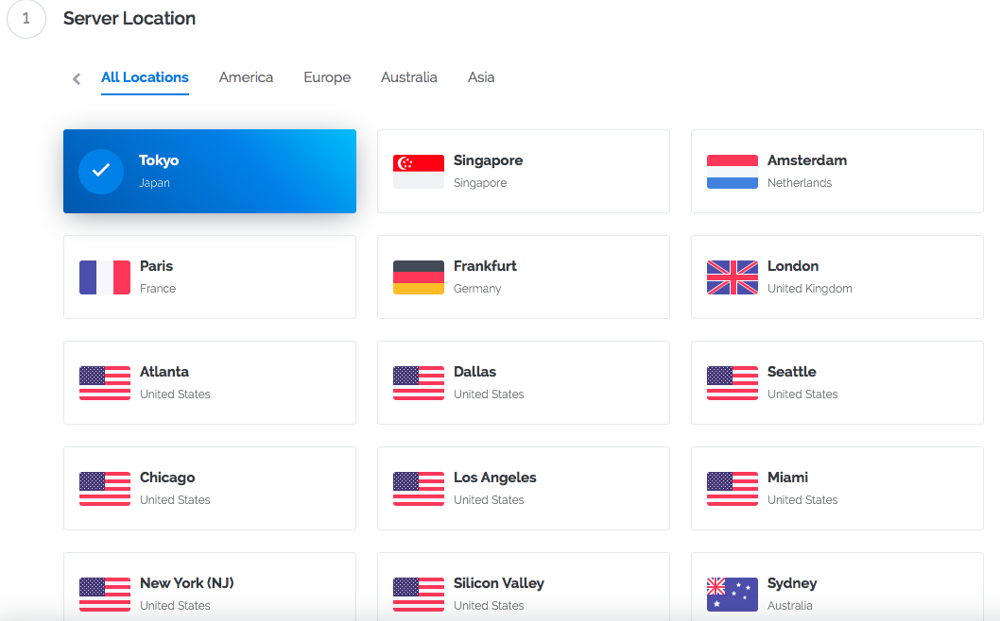 1
Server Location
All Locations America Europe Australia Asia
Tokyo
Japan
Singapore
Singapore
Amsterdam
Netherlands
Paris
France
Frankfurt
Germany
London
United Kingdom
Atlanta
United States
Dallas
United States
Seattle
United States
Chicago
United States
Los Angeles
United States
Miami
United States
New York (NJ)
United States
Silicon Valley
United States
Sydney
Australia